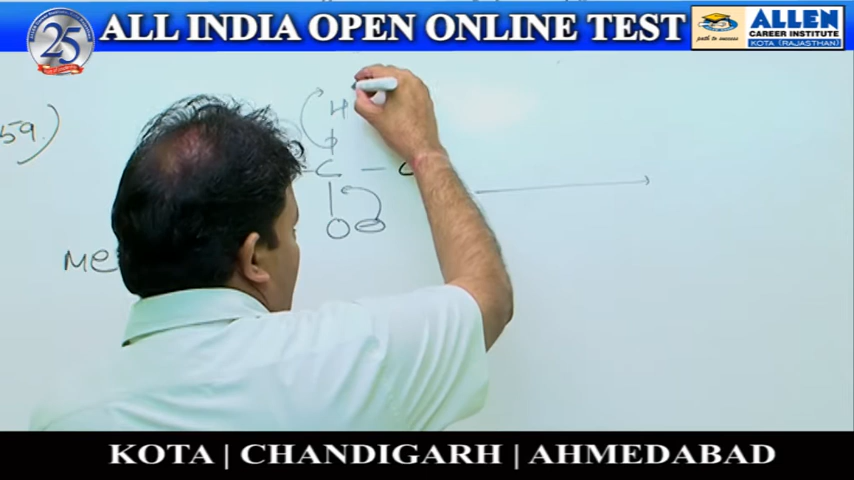 25
ALL INDIA OPEN ONLINE TEST
path to success
ALLEN
CAREER INSTITUTE
KOTA (RAJASTHAN)
59.)
H
C – C
O
Me
KOTA | CHANDIGARH | AHMEDABAD